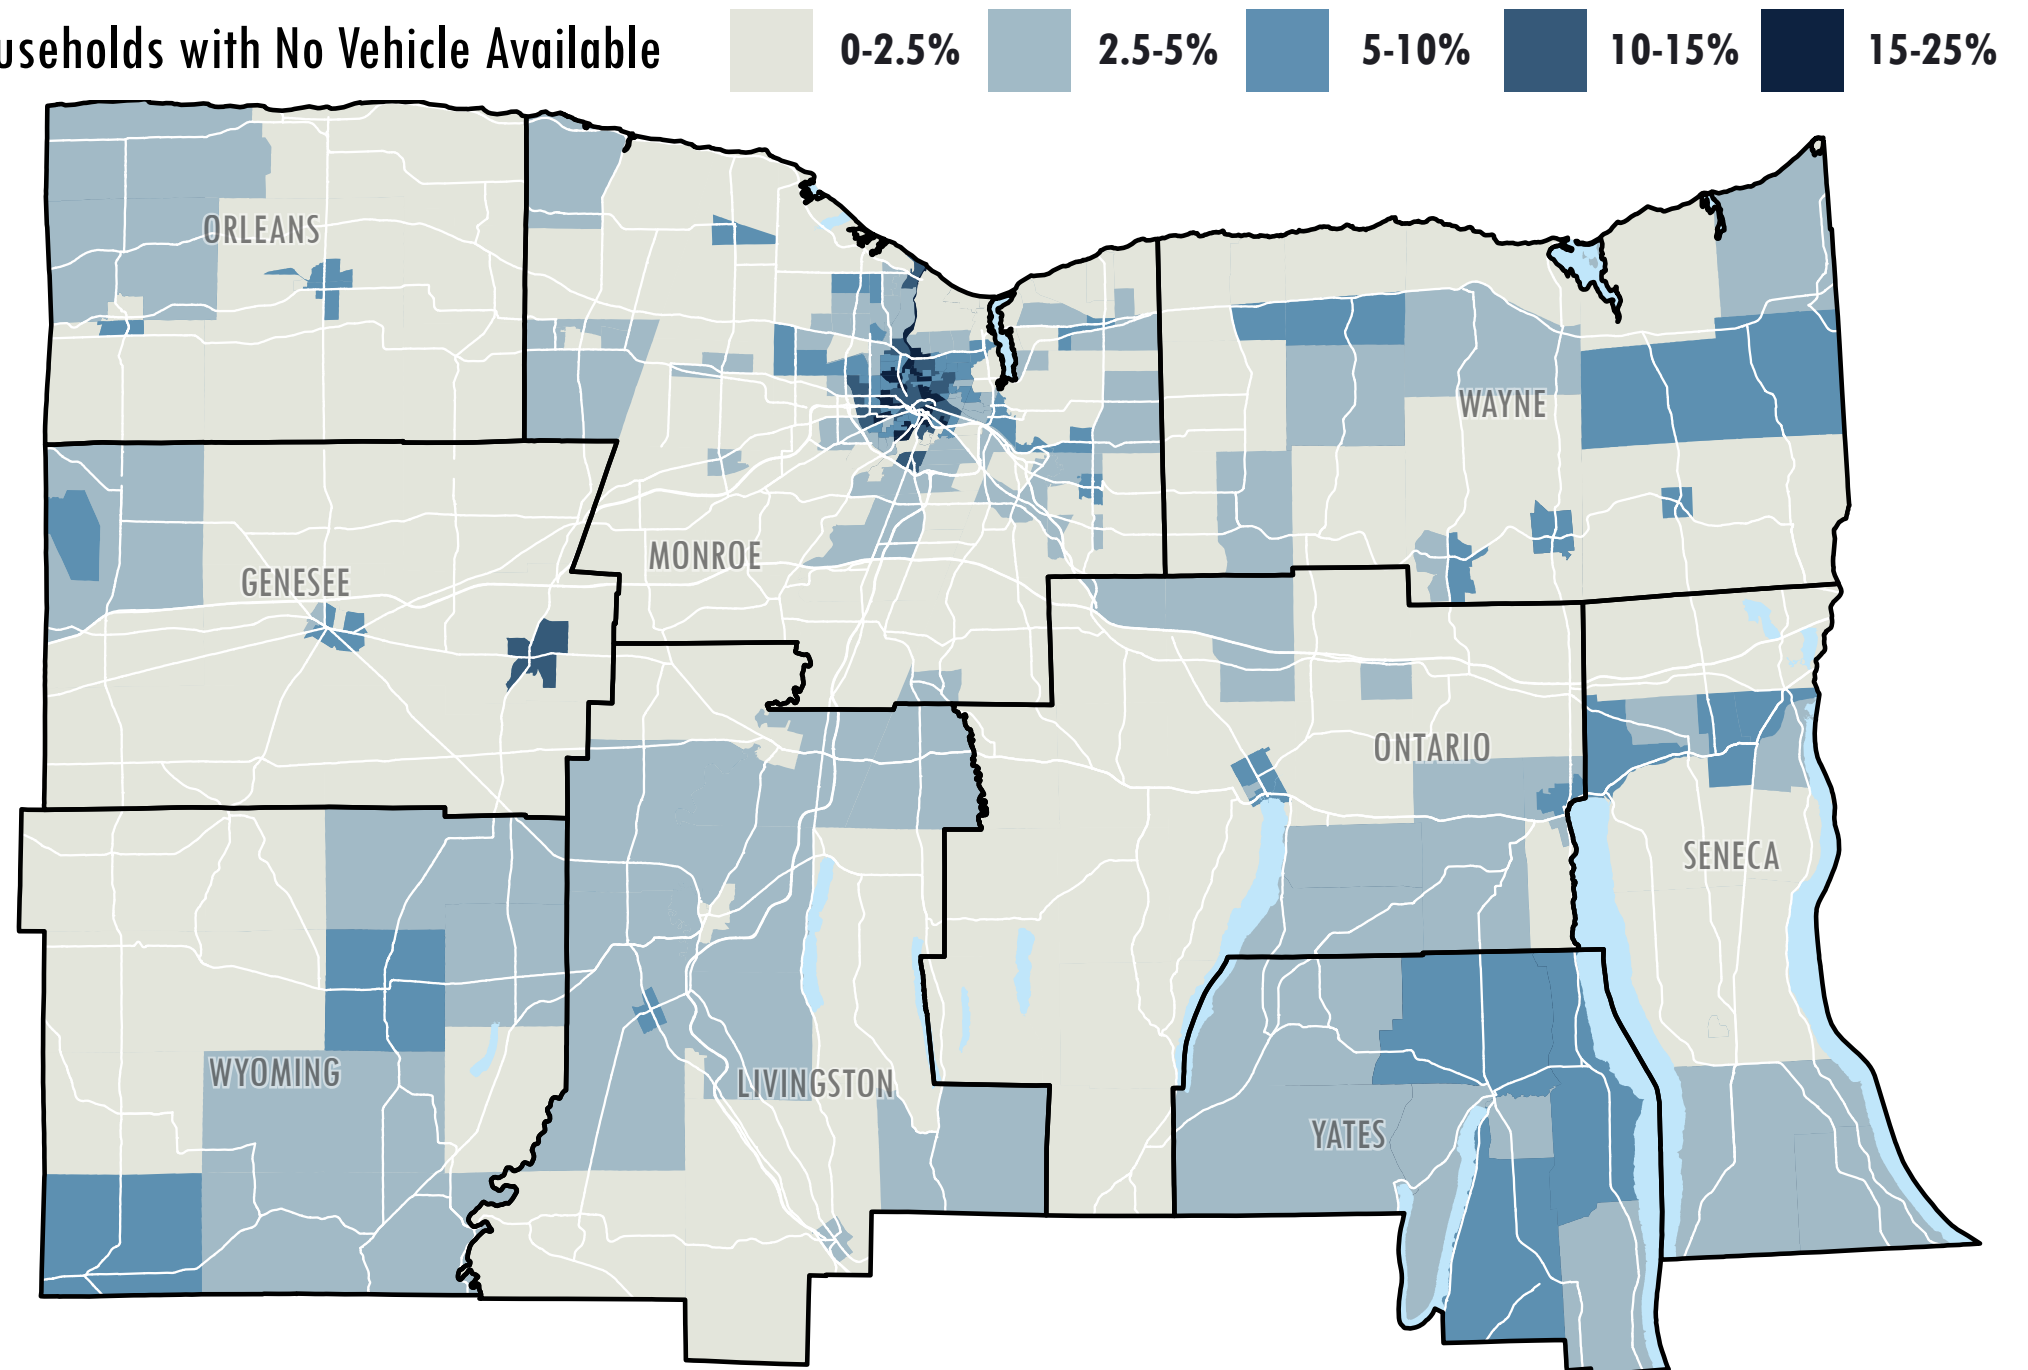 useholds with No Vehicle Available 0-2.5% 2.5-5% 5-10% 10-15% 15-25%
ORLEANS
WAYNE
MONROE
GENESEE
ONTARIO
SENECA
WYOMING
LIVINGSTON
YATES